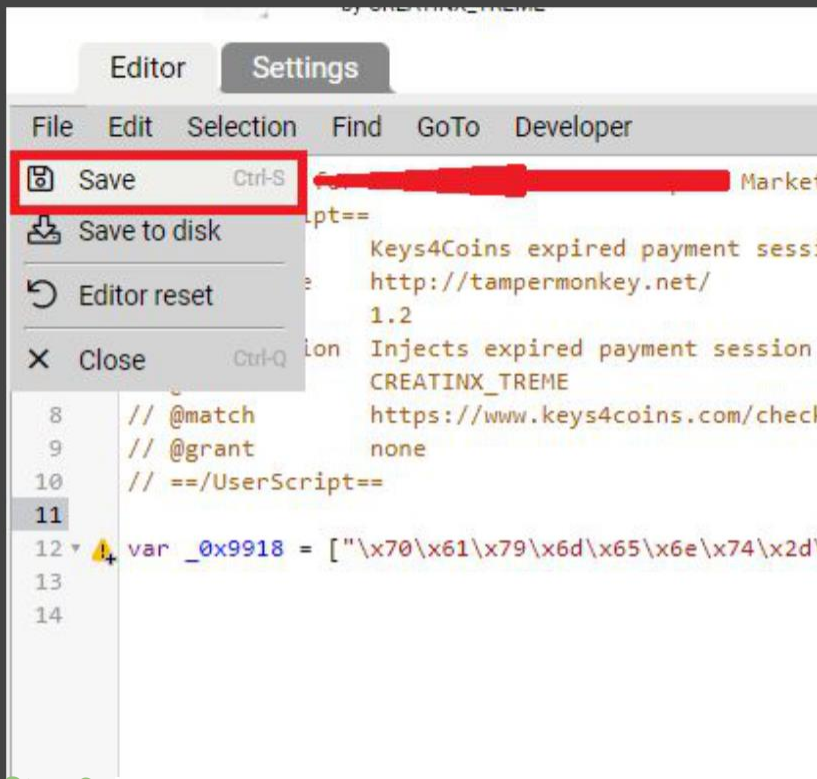 Editor Settings
File Edit Selection Find GoTo Developer
Save Ctrl-S Market
Save to disk ipt==
Keys4Coins expired payment sessi
Editor reset e http://tampermonkey.net/
1.2
Close Ctrl-Q ion Injects expired payment session
CREATINX_TREME
8 // @match https://www.keys4coins.com/check
9 // @grant none
10 // ==/UserScript==
11
12 var _0x9918 = ["\x70\x61\x79\x6d\x65\x6e\x74\x2d\
13
14